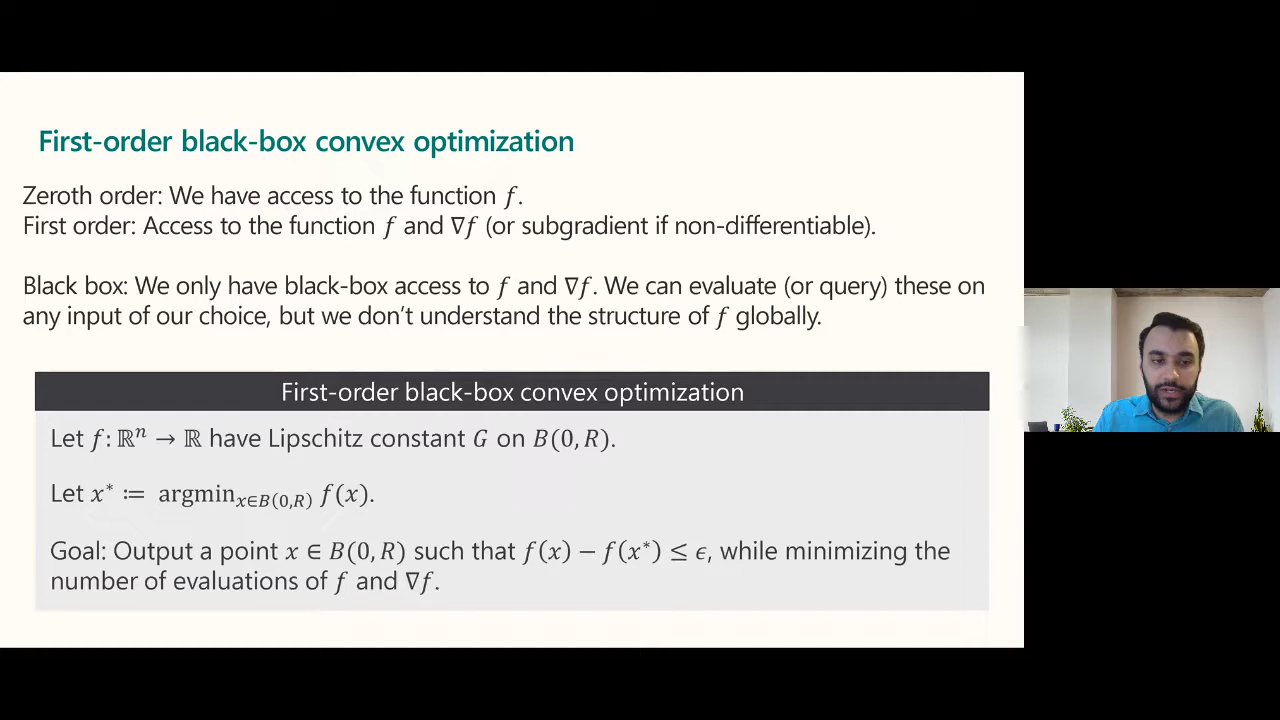 First-order black-box convex optimization
Zeroth order: We have access to the function 𝑓.
First order: Access to the function 𝑓 and ∇𝑓 (or subgradient if non-differentiable).
Black box: We only have black-box access to 𝑓 and ∇𝑓. We can evaluate (or query) these on
any input of our choice, but we don’t understand the structure of 𝑓 globally.
First-order black-box convex optimization
Let 𝑓: ℝⁿ → ℝ have Lipschitz constant 𝐺 on 𝐵(0, 𝑅).
Let 𝑥* ≔ argmin_{𝑥∈𝐵(0,𝑅)} 𝑓(𝑥).
Goal: Output a point 𝑥 ∈ 𝐵(0, 𝑅) such that 𝑓(𝑥) − 𝑓(𝑥*) ≤ 𝜖, while minimizing the
number of evaluations of 𝑓 and ∇𝑓.